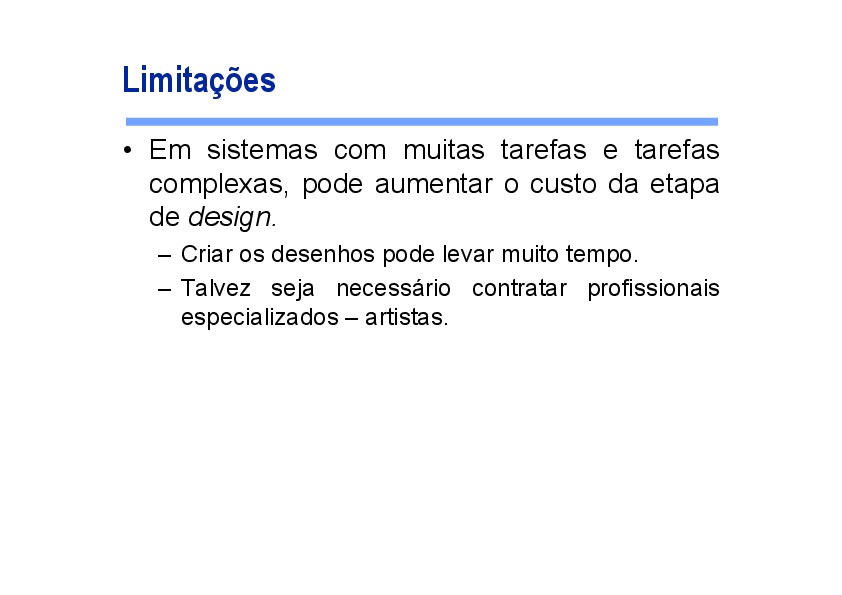 Limitações
• Em sistemas com muitas tarefas e tarefas
complexas, pode aumentar o custo da etapa
de design.
– Criar os desenhos pode levar muito tempo.
– Talvez seja necessário contratar profissionais
especializados – artistas.